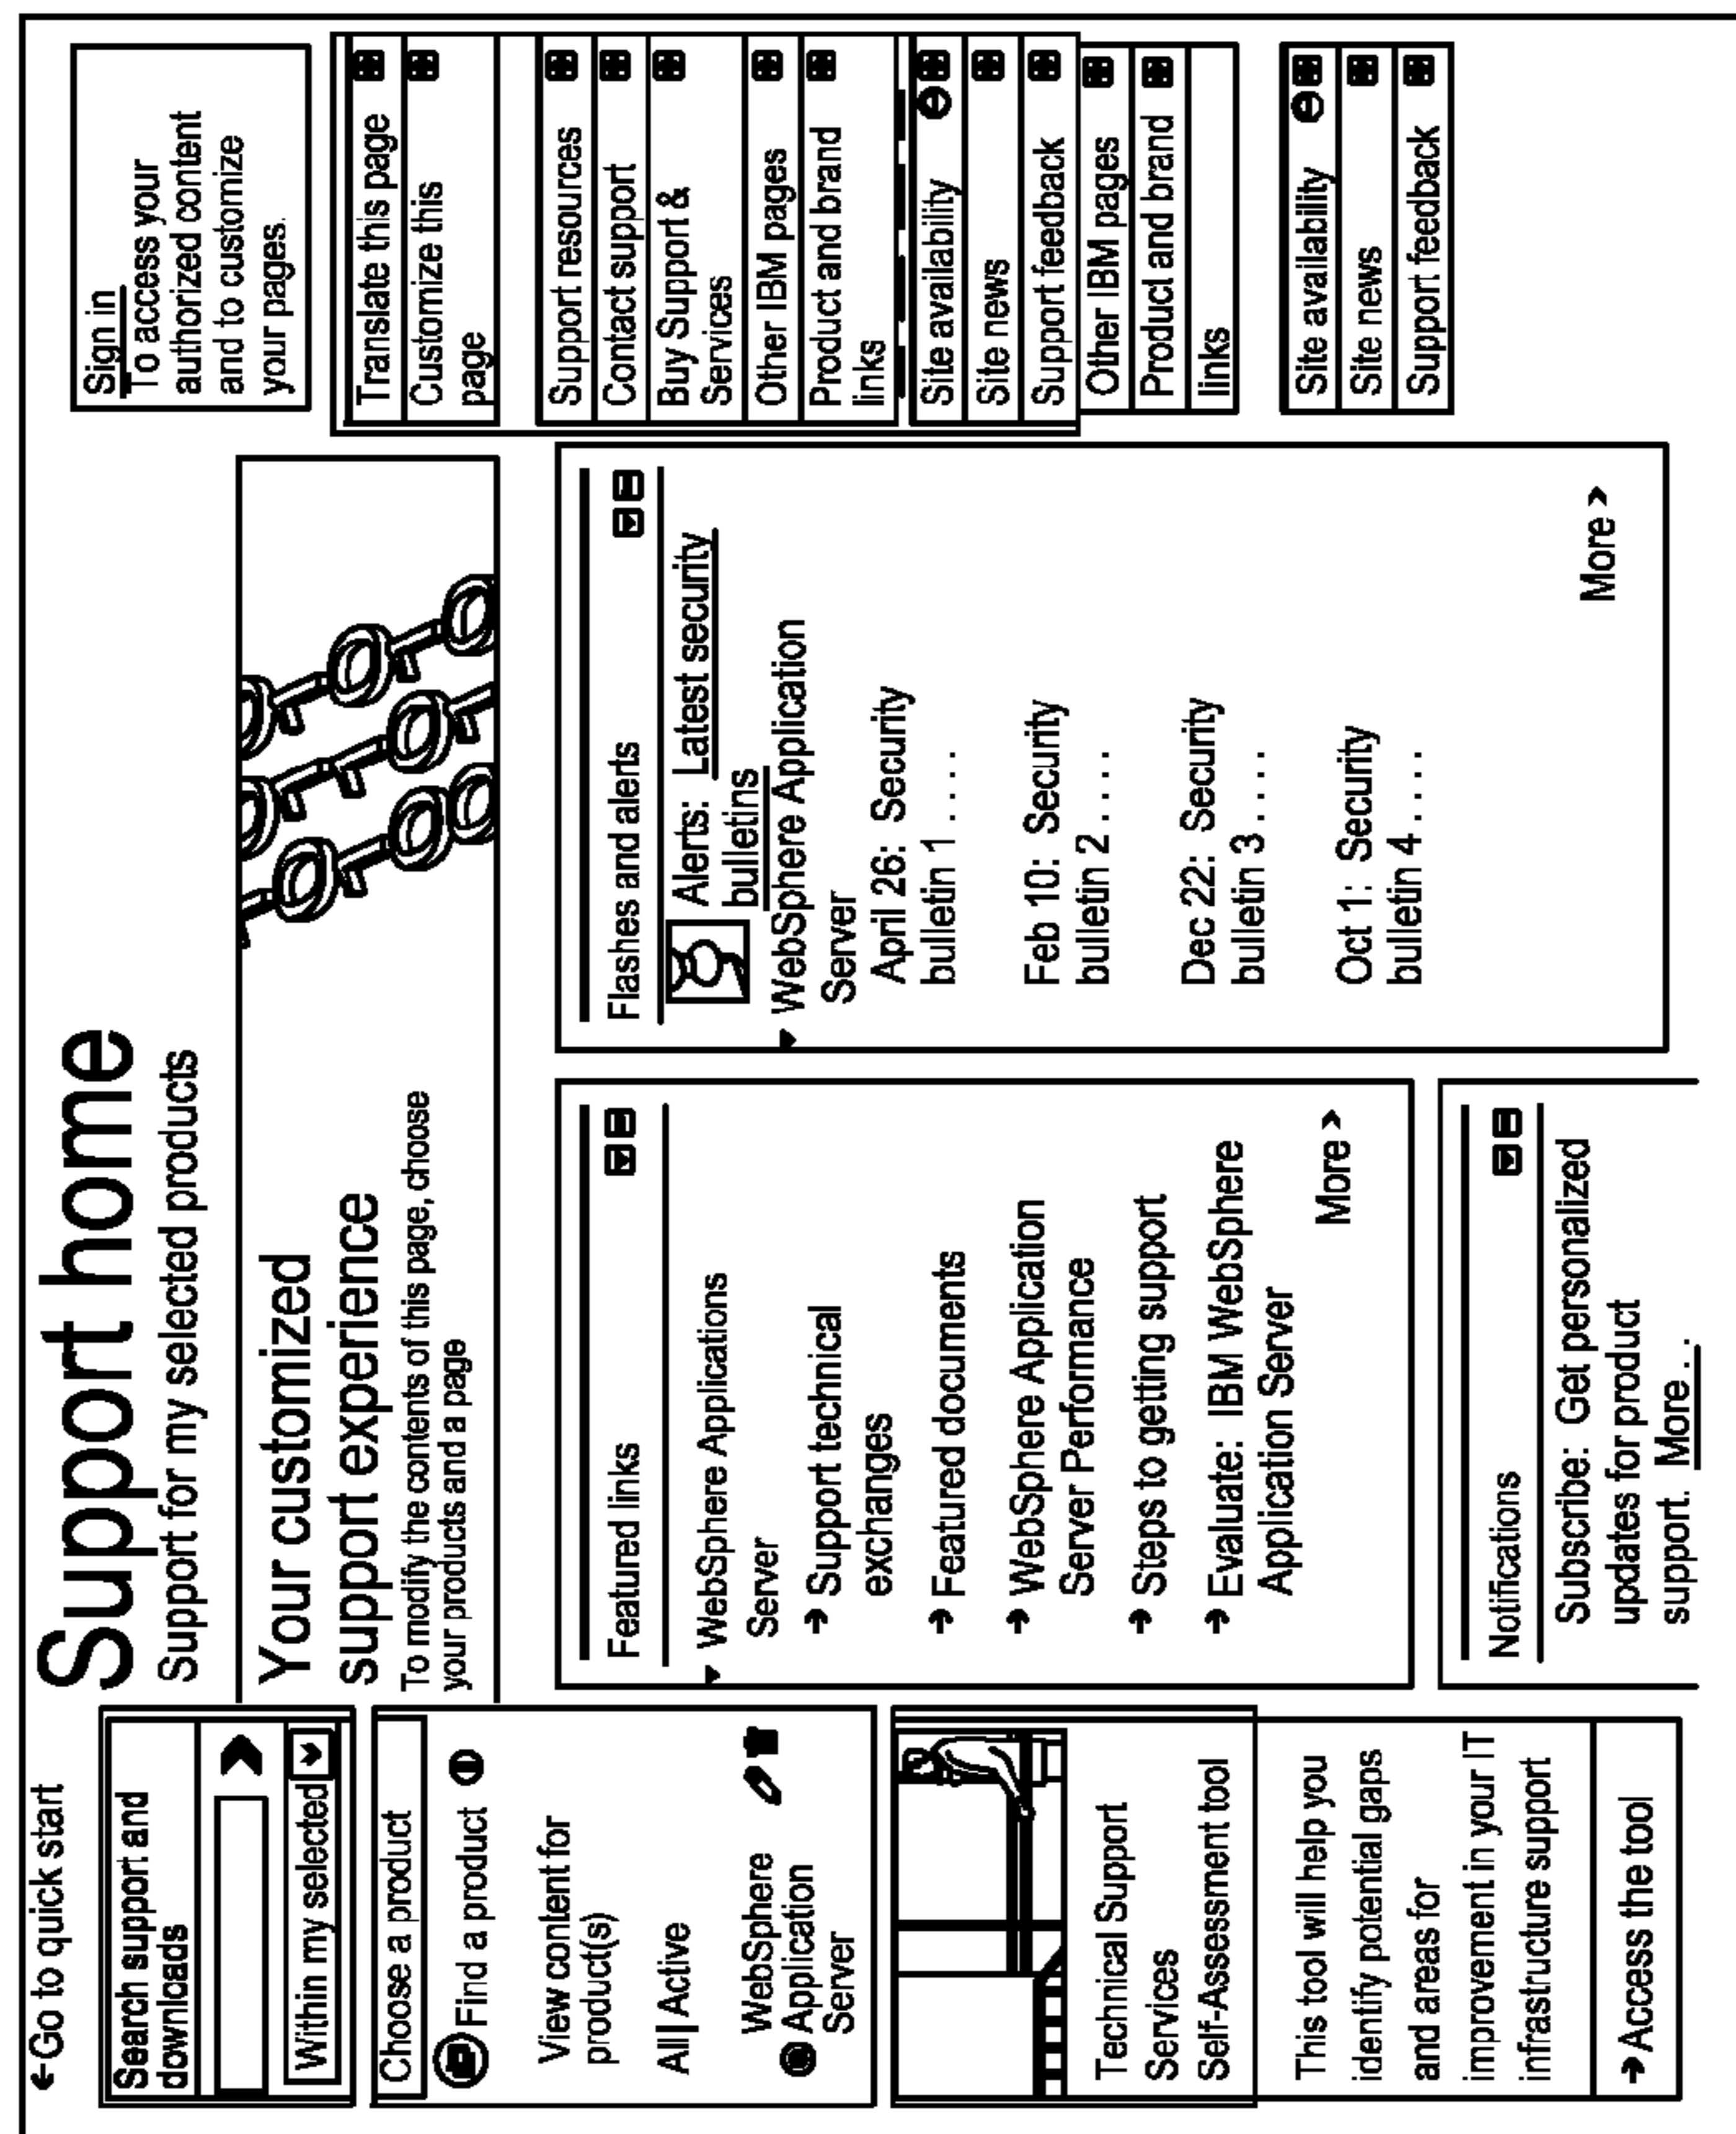 ←Go to quick start
Search support and
downloads
Within my selected
Choose a product
Find a product
View content for
product(s)
All | Active
WebSphere
Application
Server
Technical Support
Services
Self-Assessment tool
This tool will help you
identify potential gaps
and areas for
improvement in your IT
infrastructure support
→ Access the tool
Support home
Support for my selected products
Your customized
support experience
To modify the contents of this page, choose
your products and a page
Featured links
WebSphere Applications
Server
→ Support technical
exchanges
→ Featured documents
→ WebSphere Application
Server Performance
→ Steps to getting support
→ Evaluate: IBM WebSphere
Application Server
More >
Notifications
Subscribe: Get personalized
updates for product
support. More . .
Flashes and alerts
Alerts: Latest security
bulletins
WebSphere Application
Server
April 26: Security
bulletin 1 . . . . .
Feb 10: Security
bulletin 2 . . . . .
Dec 22: Security
bulletin 3 . . . . .
Oct 1: Security
bulletin 4 . . . . .
More >
Sign in
To access your
authorized content
and to customize
your pages.
Translate this page
Customize this
page
Support resources
Contact support
Buy Support &
Services
Other IBM pages
Product and brand
links
Site availability
Site news
Support feedback
Other IBM pages
Product and brand
links
Site availability
Site news
Support feedback